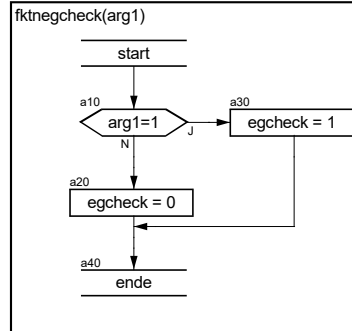 fktnegcheck(arg1)
start
a10
arg1=1
J
N
a30
egcheck = 1
a20
egcheck = 0
a40
ende